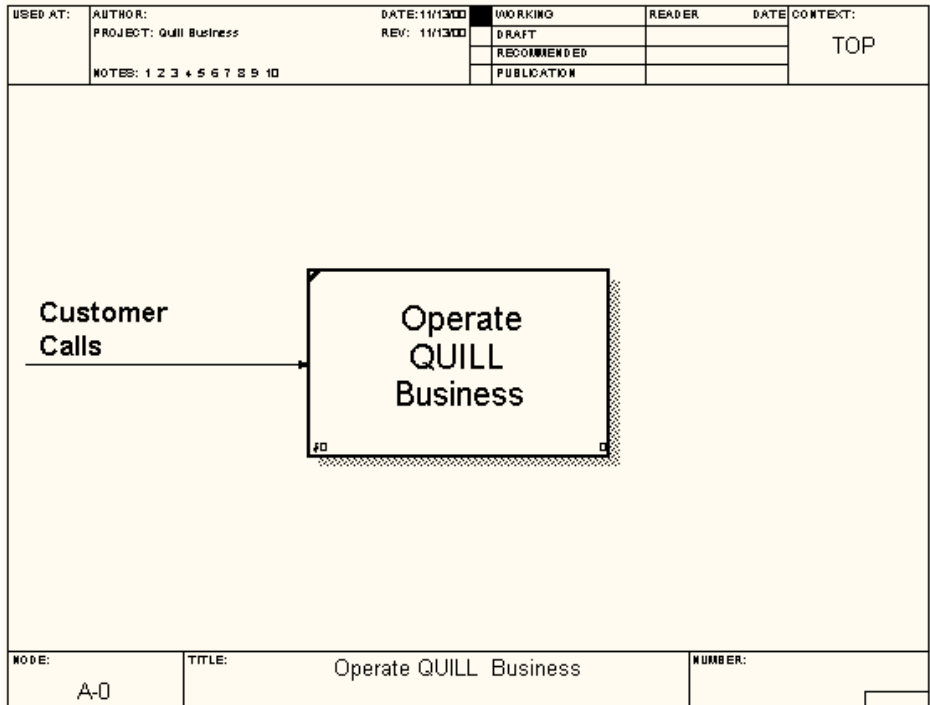 USED AT: AUTHOR: DATE: 11/13/00 WORKING READER DATE CONTEXT:
PROJECT: Quill Business REV: 11/13/00 DRAFT
RECOMMENDED
TOP
NOTES: 1 2 3 4 5 6 7 8 9 10 PUBLICATION
Customer
Calls
Operate
QUILL
Business
0
NODE: TITLE: NUMBER:
A-0 Operate QUILL Business